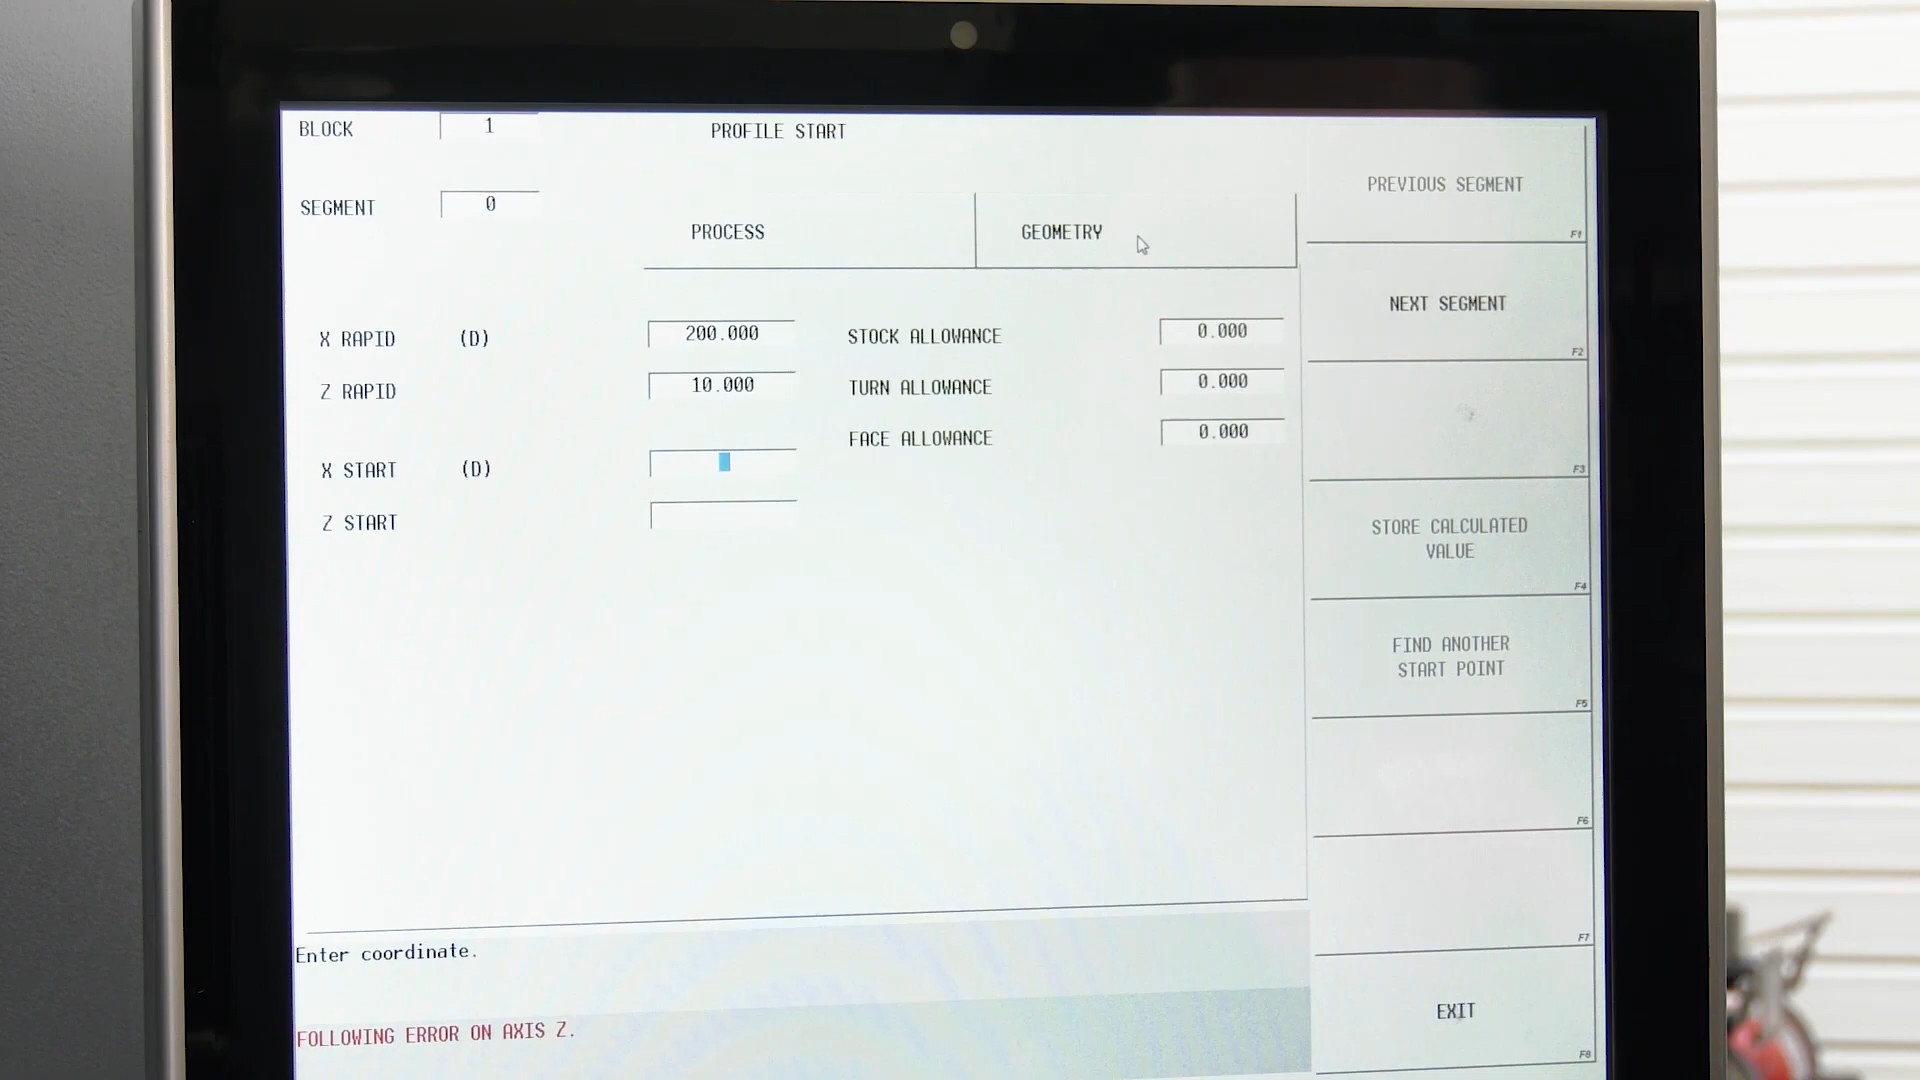 BLOCK 1 PROFILE START
SEGMENT 0
PROCESS GEOMETRY
X RAPID (D) 200.000 STOCK ALLOWANCE 0.000
Z RAPID 10.000 TURN ALLOWANCE 0.000
FACE ALLOWANCE 0.000
X START (D)
Z START
Enter coordinate.
FOLLOWING ERROR ON AXIS Z.
PREVIOUS SEGMENT
F1
NEXT SEGMENT
F2
F3
STORE CALCULATED
VALUE
F4
FIND ANOTHER
START POINT
F5
F6
F7
EXIT
F8